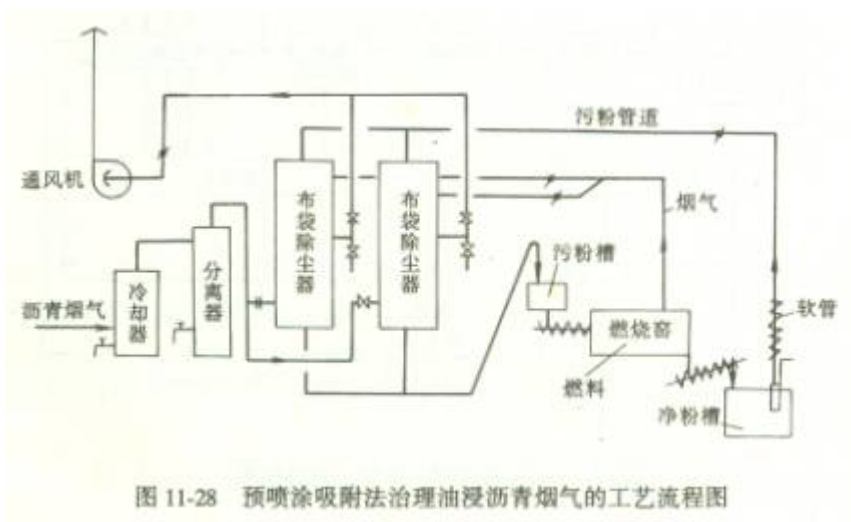 污粉管道
通风机
布袋除尘器
布袋除尘器
烟气
分离器
污粉槽
沥青烟气
冷却器
软管
燃烧窑
燃料
净粉槽
图 11-28 预喷涂吸附法治理油浸沥青烟气的工艺流程图